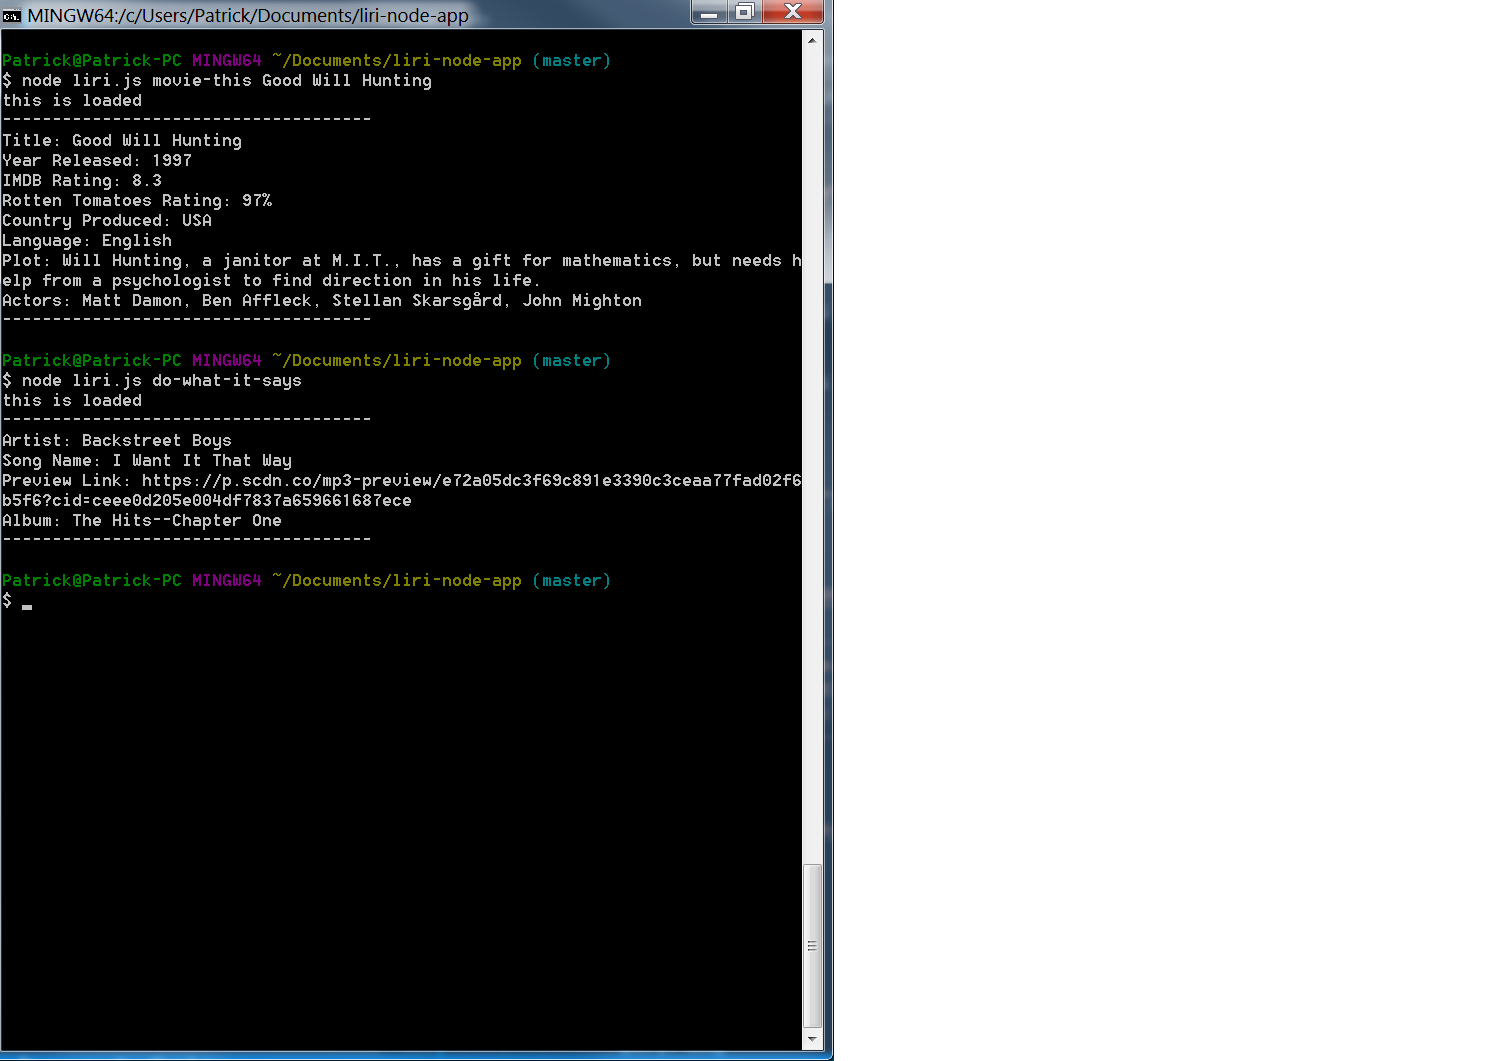 MINGW64:/c/Users/Patrick/Documents/liri-node-app
Patrick@Patrick-PC MINGW64 ~/Documents/liri-node-app (master)
$ node liri.js movie-this Good Will Hunting
this is loaded
-------------------------------------
Title: Good Will Hunting
Year Released: 1997
IMDB Rating: 8.3
Rotten Tomatoes Rating: 97%
Country Produced: USA
Language: English
Plot: Will Hunting, a janitor at M.I.T., has a gift for mathematics, but needs h
elp from a psychologist to find direction in his life.
Actors: Matt Damon, Ben Affleck, Stellan Skarsgård, John Mighton
-------------------------------------
Patrick@Patrick-PC MINGW64 ~/Documents/liri-node-app (master)
$ node liri.js do-what-it-says
this is loaded
-------------------------------------
Artist: Backstreet Boys
Song Name: I Want It That Way
Preview Link: https://p.scdn.co/mp3-preview/e72a05dc3f69c891e3390c3ceaa77fad02f6
b5f6?cid=ceee0d205e004df7837a659661687ece
Album: The Hits--Chapter One
-------------------------------------
Patrick@Patrick-PC MINGW64 ~/Documents/liri-node-app (master)
$